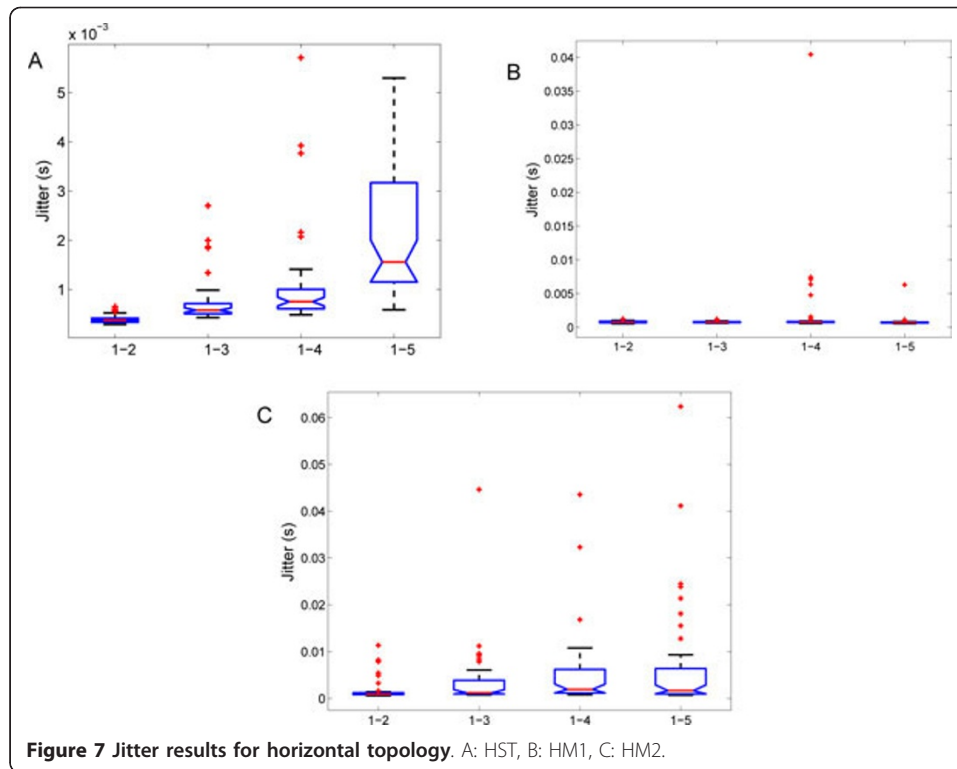 x 10⁻³
A
5
4
3
2
1
Jitter (s)
1-2 1-3 1-4 1-5
B
0.04
0.035
0.03
0.025
0.02
0.015
0.01
0.005
0
Jitter (s)
1-2 1-3 1-4 1-5
C
0.06
0.05
0.04
0.03
0.02
0.01
0
Jitter (s)
1-2 1-3 1-4 1-5
Figure 7 Jitter results for horizontal topology. A: HST, B: HM1, C: HM2.